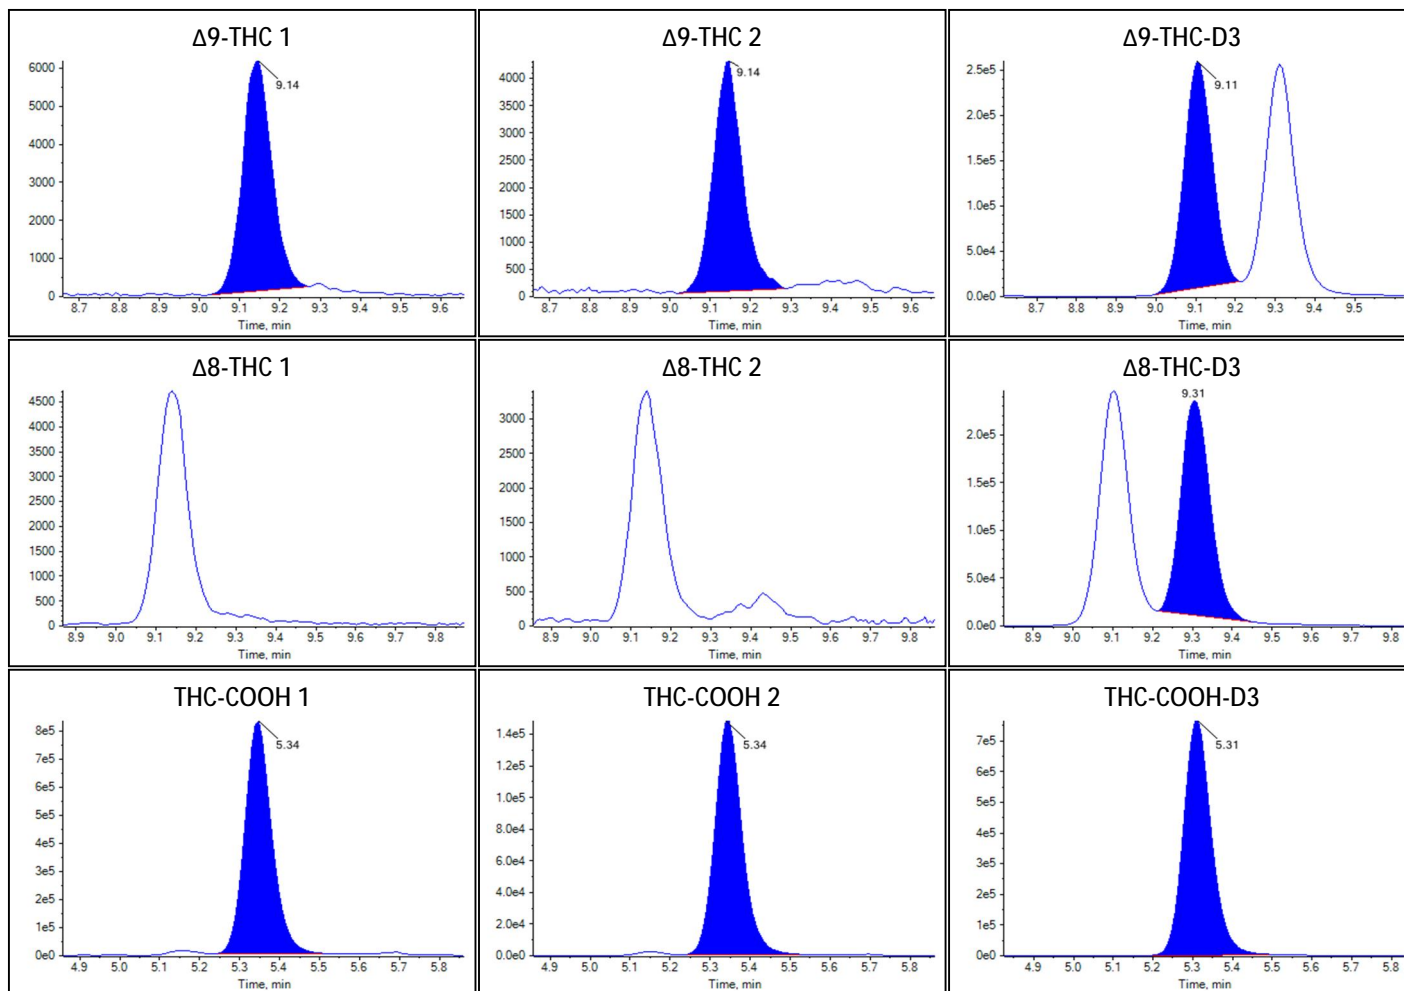 Δ9-THC 1
6000
5000
4000
3000
2000
1000
0
9.14
8.7 8.8 8.9 9.0 9.1 9.2 9.3 9.4 9.5 9.6
Time, min
Δ9-THC 2
4000
3500
3000
2500
2000
1500
1000
500
0
9.14
8.7 8.8 8.9 9.0 9.1 9.2 9.3 9.4 9.5 9.6
Time, min
Δ9-THC-D3
2.5e5
2.0e5
1.5e5
1.0e5
5.0e4
0.0e0
9.11
8.7 8.8 8.9 9.0 9.1 9.2 9.3 9.4 9.5
Time, min
Δ8-THC 1
4500
4000
3500
3000
2500
2000
1500
1000
500
0
8.9 9.0 9.1 9.2 9.3 9.4 9.5 9.6 9.7 9.8
Time, min
Δ8-THC 2
3000
2500
2000
1500
1000
500
0
8.9 9.0 9.1 9.2 9.3 9.4 9.5 9.6 9.7 9.8
Time, min
Δ8-THC-D3
9.31
2.0e5
1.5e5
1.0e5
5.0e4
0.0e0
8.9 9.0 9.1 9.2 9.3 9.4 9.5 9.6 9.7 9.8
Time, min
THC-COOH 1
8e5
7e5
6e5
5e5
4e5
3e5
2e5
1e5
0e0
5.34
4.9 5.0 5.1 5.2 5.3 5.4 5.5 5.6 5.7 5.8
Time, min
THC-COOH 2
1.4e5
1.2e5
1.0e5
8.0e4
6.0e4
4.0e4
2.0e4
0.0e0
5.34
4.9 5.0 5.1 5.2 5.3 5.4 5.5 5.6 5.7 5.8
Time, min
THC-COOH-D3
7e5
6e5
5e5
4e5
3e5
2e5
1e5
0e0
5.31
4.9 5.0 5.1 5.2 5.3 5.4 5.5 5.6 5.7 5.8
Time, min